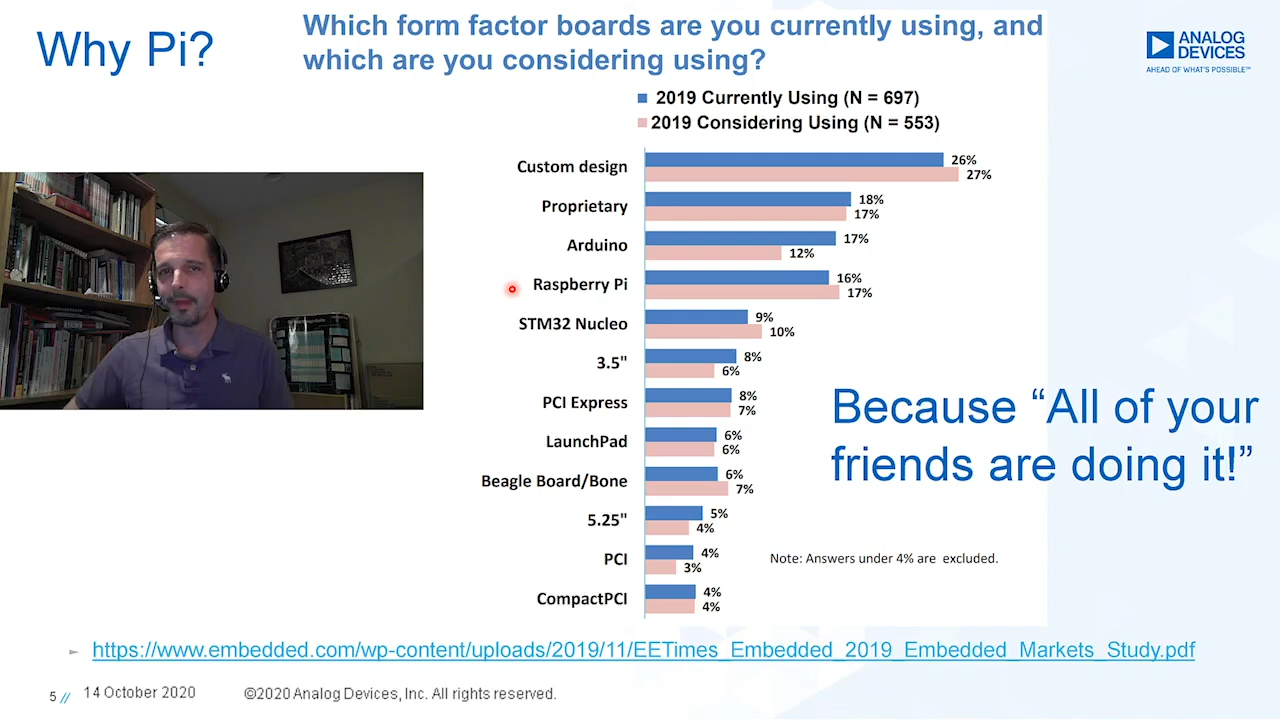 Why Pi?
Which form factor boards are you currently using, and
which are you considering using?
ANALOG
DEVICES
AHEAD OF WHAT'S POSSIBLE™
2019 Currently Using (N = 697)
2019 Considering Using (N = 553)
Custom design 26% 27%
Proprietary 18% 17%
Arduino 17% 12%
Raspberry Pi 16% 17%
STM32 Nucleo 9% 10%
3.5" 8% 6%
PCI Express 8% 7%
LaunchPad 6% 6%
Beagle Board/Bone 6% 7%
5.25" 5% 4%
PCI 4% 3%
CompactPCI 4% 4%
Because “All of your
friends are doing it!”
Note: Answers under 4% are excluded.
https://www.embedded.com/wp-content/uploads/2019/11/EETimes_Embedded_2019_Embedded_Markets_Study.pdf
5 // 14 October 2020 ©2020 Analog Devices, Inc. All rights reserved.